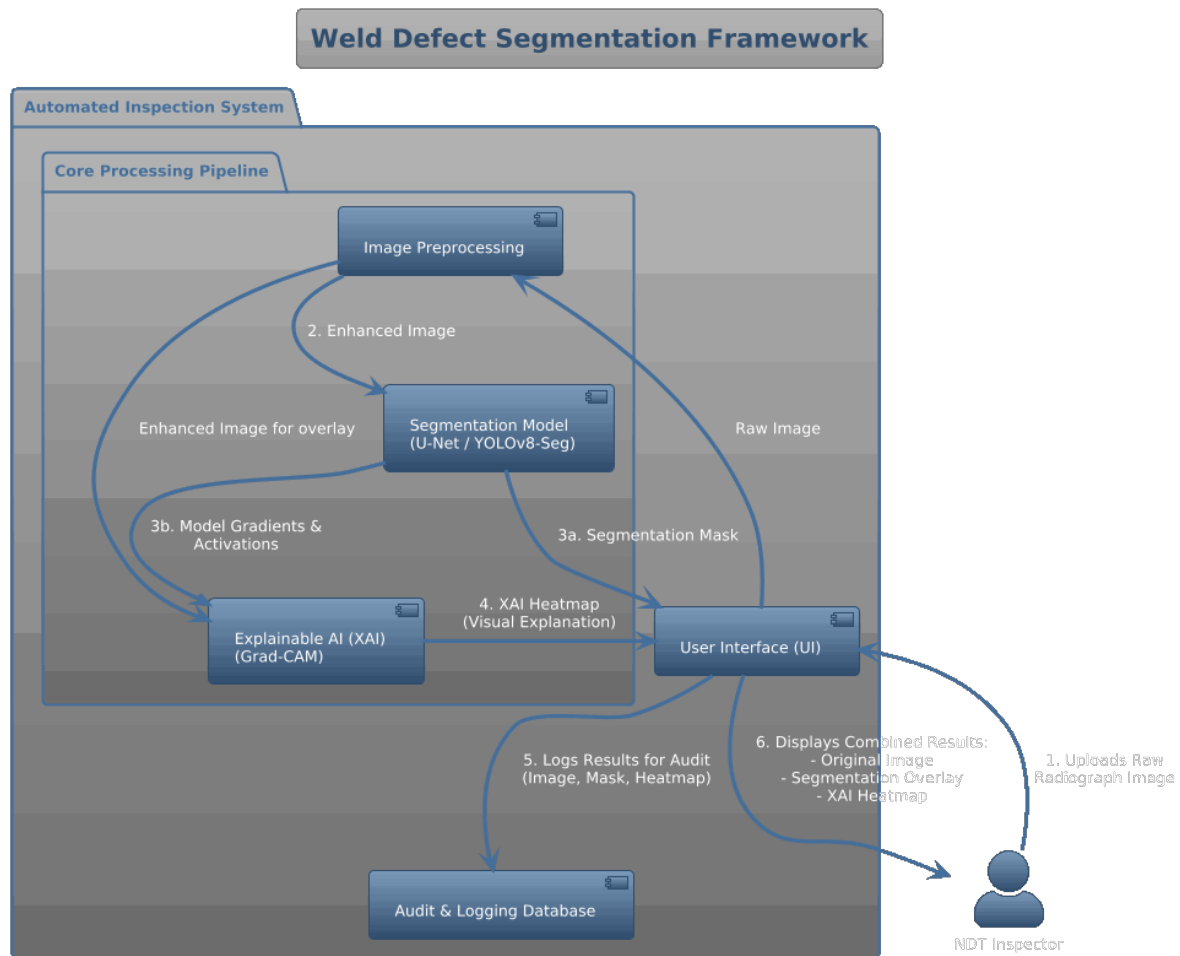 Weld Defect Segmentation Framework
Automated Inspection System
Core Processing Pipeline
Image Preprocessing
2. Enhanced Image
Segmentation Model
(U-Net / YOLOv8-Seg)
Enhanced Image for overlay
Raw Image
3b. Model Gradients &
Activations
3a. Segmentation Mask
4. XAI Heatmap
(Visual Explanation)
Explainable AI (XAI)
(Grad-CAM)
User Interface (UI)
5. Logs Results for Audit
(Image, Mask, Heatmap)
6. Displays Combined Results:
- Original Image
- Segmentation Overlay
- XAI Heatmap
1. Uploads Raw
Radiograph Image
Audit & Logging Database
NDT Inspector